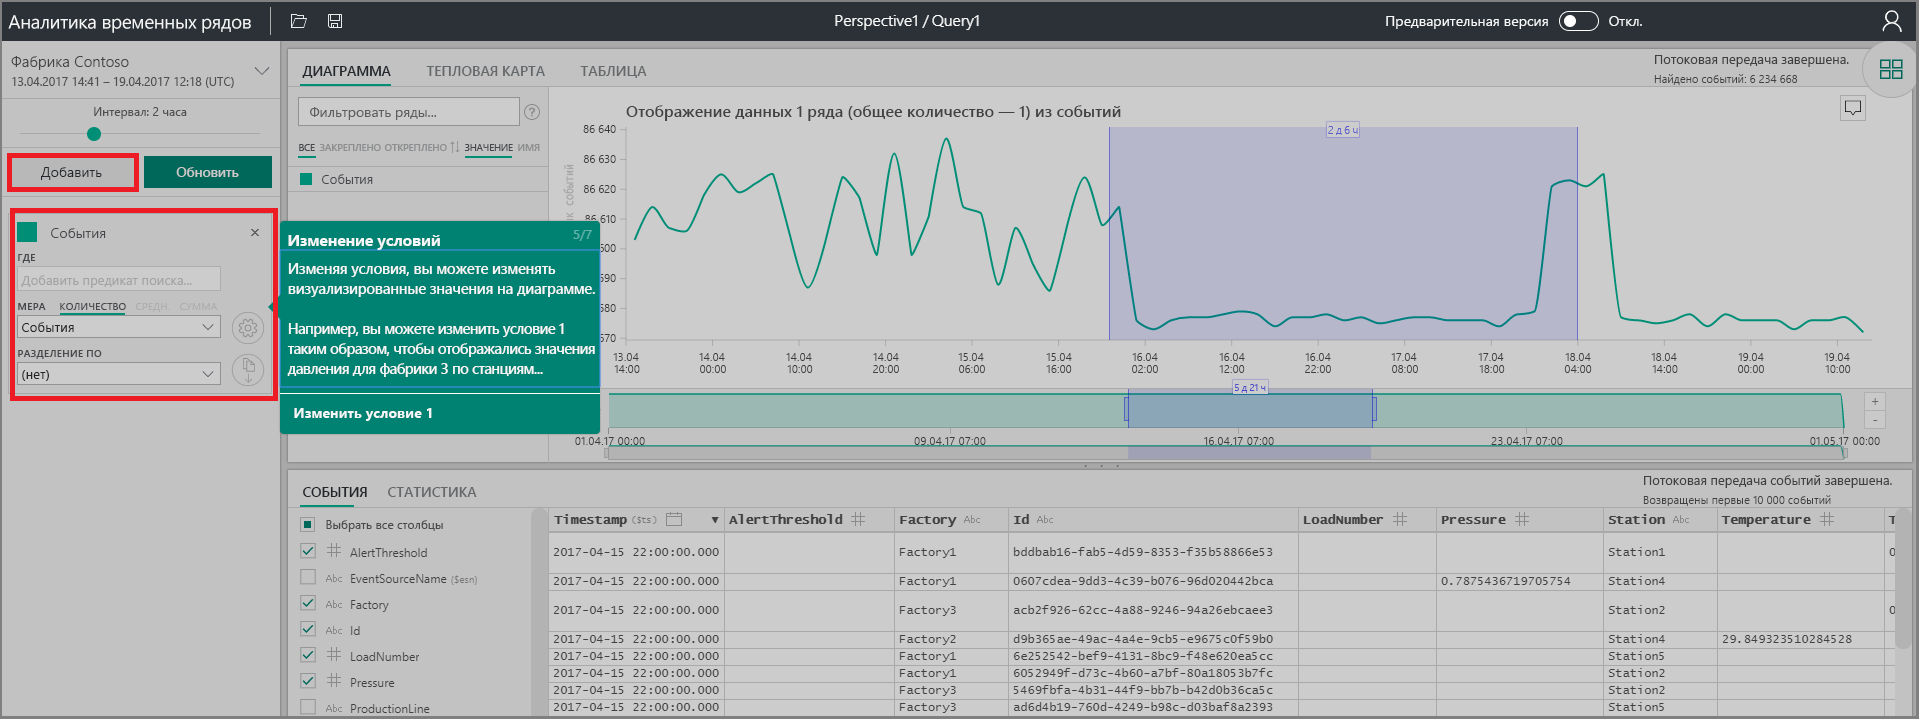 Аналитика временных рядов
Perspective1 / Query1
Предварительная версия Откл.
Фабрика Contoso
13.04.2017 14:41 – 19.04.2017 12:18 (UTC)
Интервал: 2 часа
Добавить
Обновить
События
ГДЕ
Добавить предикат поиска...
МЕРА КОЛИЧЕСТВО СРЕДН. СУММА
События
РАЗДЕЛЕНИЕ ПО
(нет)
5/7
Изменение условий
Изменяя условия, вы можете изменять
визуализированные значения на диаграмме.
Например, вы можете изменить условие 1
таким образом, чтобы отображались значения
давления для фабрики 3 по станциям...
Изменить условие 1
ДИАГРАММА ТЕПЛОВАЯ КАРТА ТАБЛИЦА
Потоковая передача завершена.
Найдено событий: 6 234 668
Фильтровать ряды...
?
ВСЕ ЗАКРЕПЛЕНО ОТКРЕПЛЕНО ЗНАЧЕНИЕ ИМЯ
События
Отображение данных 1 ряда (общее количество — 1) из событий
2 д 6 ч
86 640
86 630
86 620
86 610
событий
13.04 14:00
14.04 00:00
14.04 10:00
14.04 20:00
15.04 06:00
15.04 16:00
16.04 02:00
16.04 12:00
16.04 22:00
17.04 08:00
17.04 18:00
18.04 04:00
18.04 14:00
19.04 00:00
19.04 10:00
5 д 21 ч
+
-
01.04.17 00:00 09.04.17 07:00 16.04.17 07:00 23.04.17 07:00 01.05.17 00:00
СОБЫТИЯ СТАТИСТИКА
Потоковая передача событий завершена.
Возвращены первые 10 000 событий
Выбрать все столбцы
AlertThreshold
Abc EventSourceName ($esn)
Abc Factory
Abc Id
LoadNumber
Pressure
Abc ProductionLine
Timestamp ($ts) AlertThreshold Factory Abc Id Abc LoadNumber Pressure Station Abc Temperature T
2017-04-15 22:00:00.000 Factory1 bddbab16-fab5-4d59-8353-f35b58866e53 Station1 0
2017-04-15 22:00:00.000 Factory1 0607cdea-9dd3-4c39-b076-96d020442bca 0.7875436719705754 Station4
2017-04-15 22:00:00.000 Factory3 acb2f926-62cc-4a88-9246-94a26ebcaee3 Station2 0
2017-04-15 22:00:00.000 Factory2 d9b365ae-49ac-4a4e-9cb5-e9675c0f59b0 Station4 29.849323510284528
2017-04-15 22:00:00.000 Factory1 6e252542-bef9-4131-8bc9-f48e620ea5cc Station5
2017-04-15 22:00:00.000 Factory1 6052949f-d73c-4b60-a7bf-80a18053b7fc Station2
2017-04-15 22:00:00.000 Factory3 5469fbfa-4b31-44f9-bb7b-b42d0b36ca5c Station2
2017-04-15 22:00:00.000 Factory3 ad6d4b19-760d-4249-b98c-d03baf8a2393 Station5